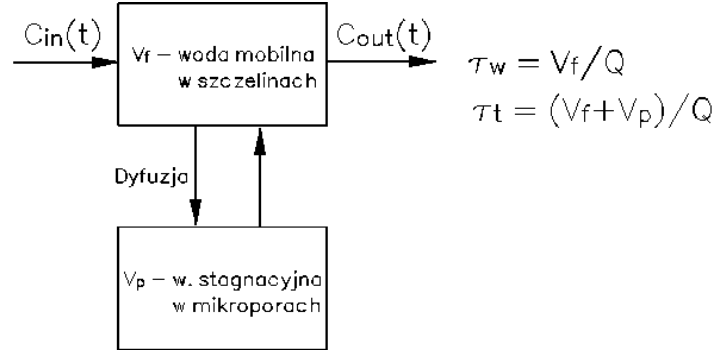 Cin(t)
Vf – woda mobilna
w szczelinach
Cout(t)
τw = Vf/Q
τt = (Vf+Vp)/Q
Dyfuzja
Vp – w. stagnacyjna
w mikroporach